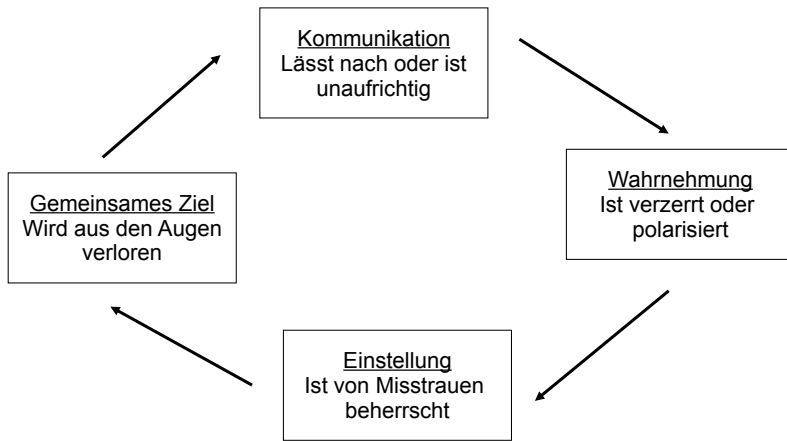 Kommunikation
Lässt nach oder ist
unaufrichtig
Wahrnehmung
Ist verzerrt oder
polarisiert
Einstellung
Ist von Misstrauen
beherrscht
Gemeinsames Ziel
Wird aus den Augen
verloren